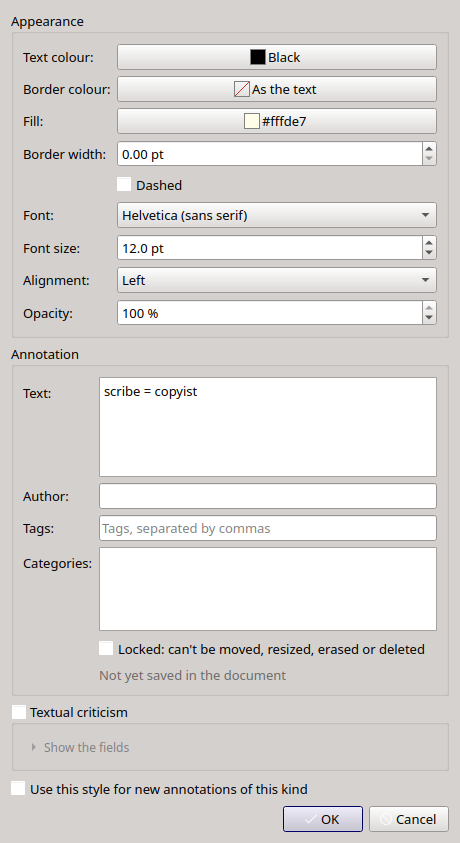 Appearance
Text colour: Black
Border colour: As the text
Fill: #fffde7
Border width: 0.00 pt
Dashed
Font: Helvetica (sans serif)
Font size: 12.0 pt
Alignment: Left
Opacity: 100 %
Annotation
Text: scribe = copyist
Author:
Tags: Tags, separated by commas
Categories:
Locked: can't be moved, resized, erased or deleted
Not yet saved in the document
Textual criticism
Show the fields
Use this style for new annotations of this kind
OK Cancel